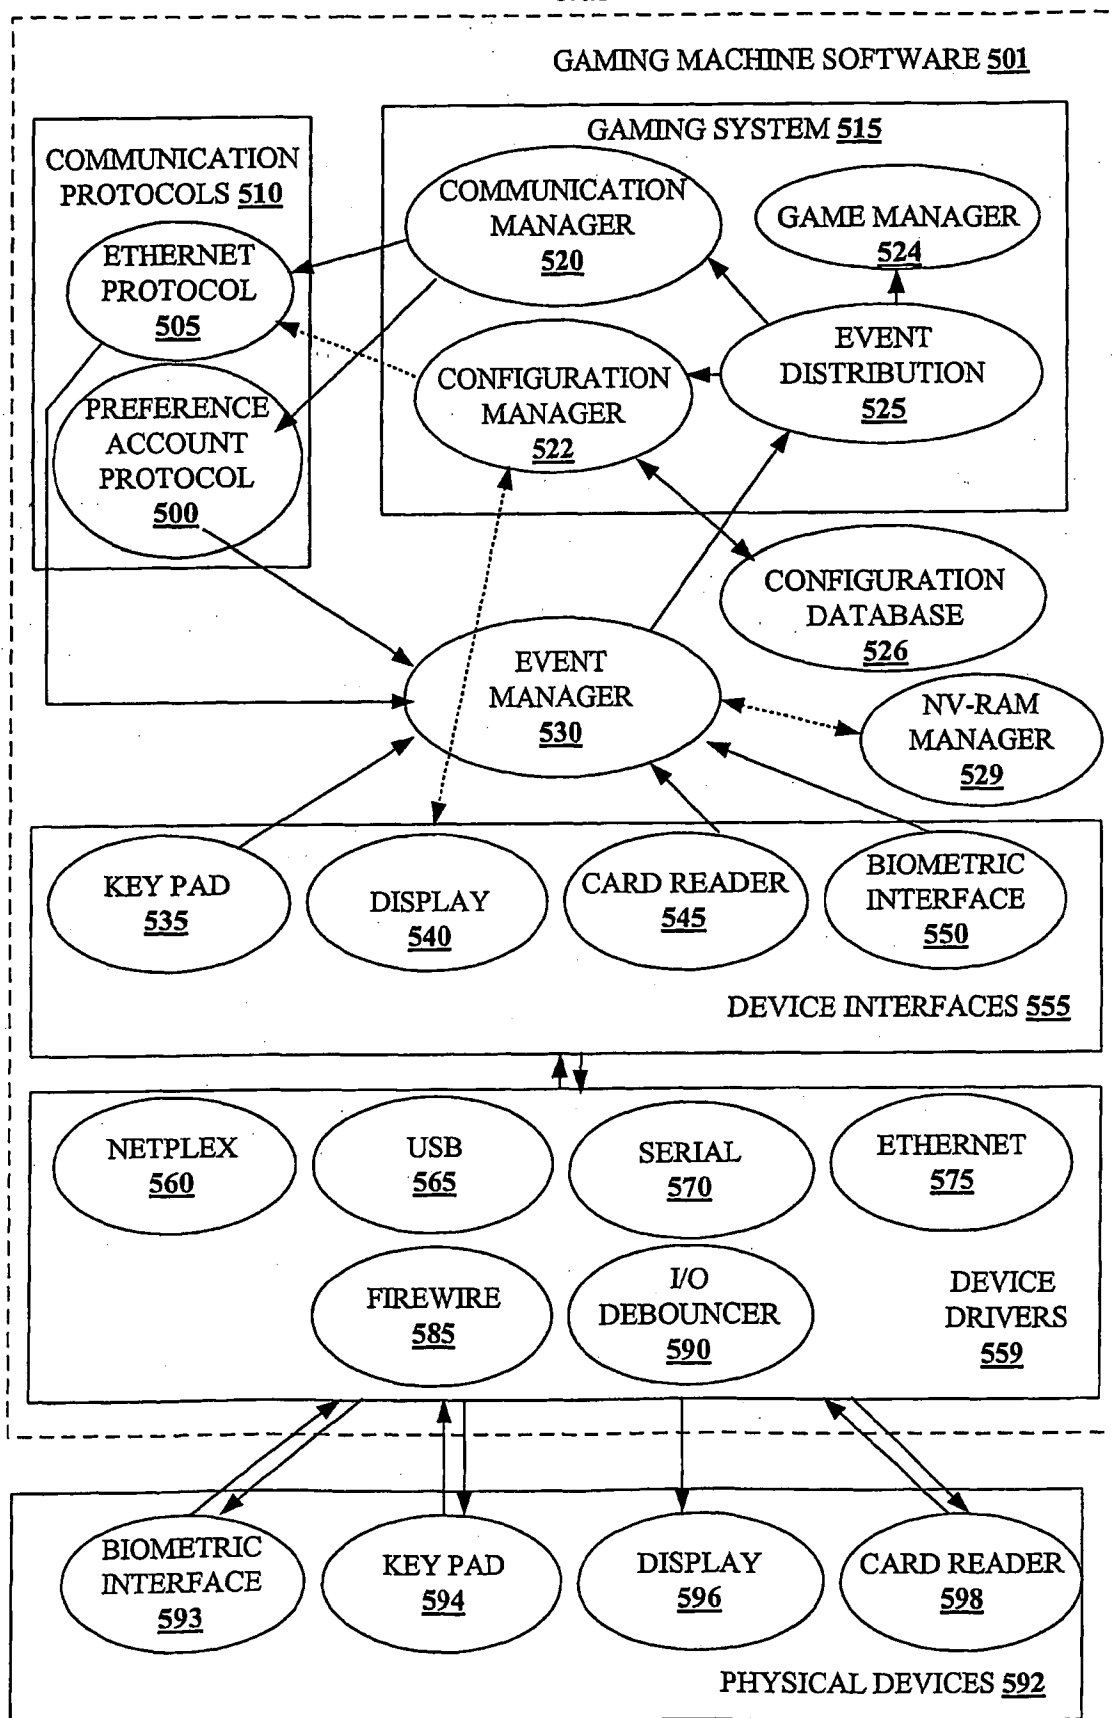 GAMING MACHINE SOFTWARE 501
COMMUNICATION
PROTOCOLS 510
ETHERNET
PROTOCOL
505
PREFERENCE
ACCOUNT
PROTOCOL
500
GAMING SYSTEM 515
COMMUNICATION
MANAGER
520
GAME MANAGER
524
CONFIGURATION
MANAGER
522
EVENT
DISTRIBUTION
525
CONFIGURATION
DATABASE
526
EVENT
MANAGER
530
NV-RAM
MANAGER
529
KEY PAD
535
DISPLAY
540
CARD READER
545
BIOMETRIC
INTERFACE
550
DEVICE INTERFACES 555
NETPLEX
560
USB
565
SERIAL
570
ETHERNET
575
FIREWIRE
585
I/O
DEBOUNCER
590
DEVICE
DRIVERS
559
BIOMETRIC
INTERFACE
593
KEY PAD
594
DISPLAY
596
CARD READER
598
PHYSICAL DEVICES 592